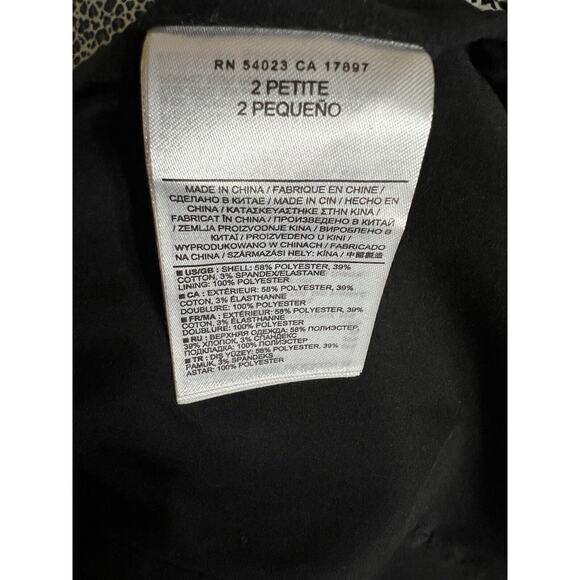 RN 54023 CA 17897
2 PETITE
2 PEQUEÑO
MADE IN CHINA / FABRIQUE EN CHINE /
СДЕЛАНО В КИТАЕ / MADE IN CIN / HECHO EN
CHINA / ΚΑΤΑΣΚΕΥΑΣΤΗΚΕ ΣΤΗΝ ΚΙΝΑ /
FABRICAT ÎN CHINA / ПРОИЗВЕДЕНО В КИТАЙ
/ ZEMLJA PROIZVODNJE KINA / ВИРОБЛЕНО В
КИТАЇ / PROIZVEDENO U KINI /
WYPRODUKOWANO W CHINACH / FABRICADO
NA CHINA / SZÁRMAZÁSI HELY: KÍNA / 中國製造
■ US/GB: SHELL: 58% POLYESTER, 39%
COTTON, 3% SPANDEX/ELASTANE
LINING: 100% POLYESTER
■ CA : EXTÉRIEUR: 58% POLYESTER, 39%
COTON, 3% ÉLASTHANNE
DOUBLURE: 100% POLYESTER
■ FR/MA : EXTÉRIEUR: 58% POLYESTER, 39%
COTON, 3% ÉLASTHANNE
DOUBLURE: 100% POLYESTER
■ RU : ВЕРХНЯЯ ОДЕЖДА: 58% ПОЛИЭСТЕР,
39% ХЛОПОК, 3% СПАНДЕКС
ПОДКЛАДКА: 100% ПОЛИЭСТЕР
■ TR : DIŞ YÜZEY: 58% POLYESTER, 39%
PAMUK, 3% SPANDEKS
ASTAR: 100% POLYESTER